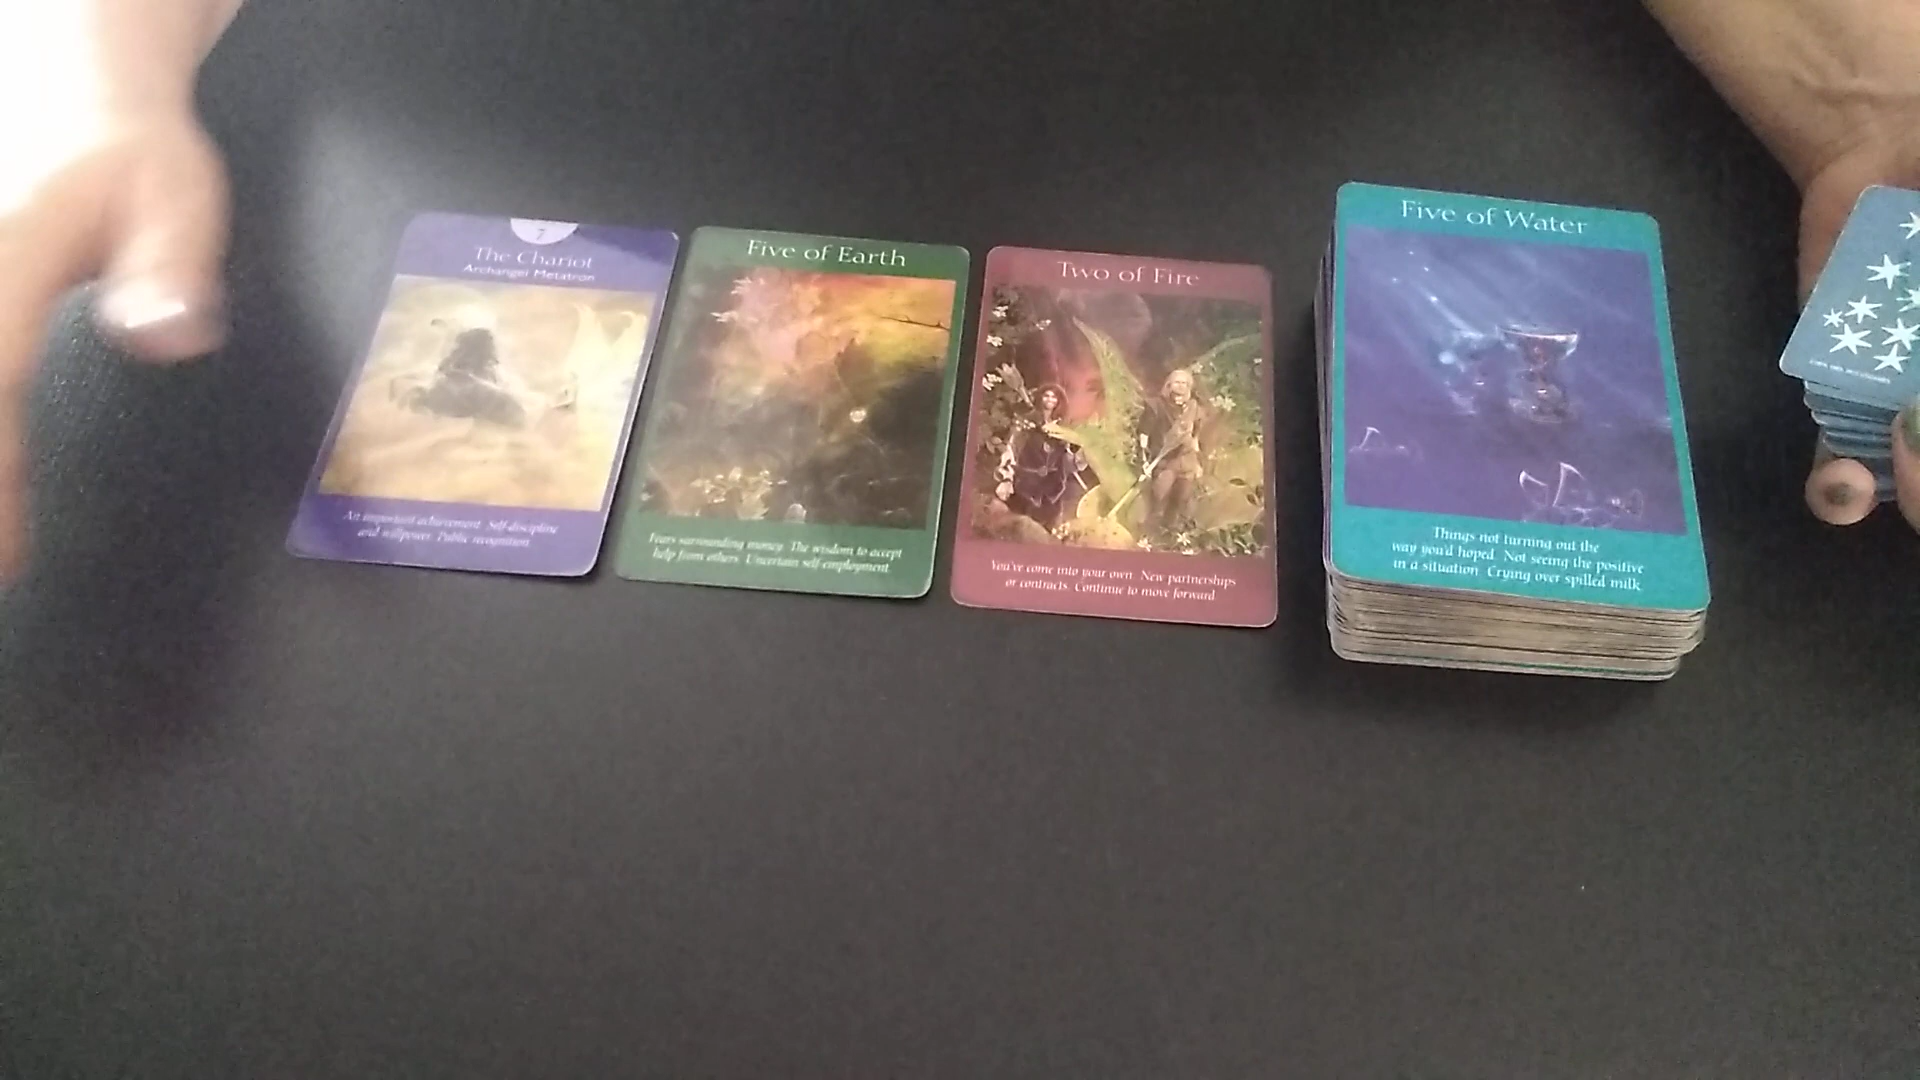 7
The Chariot
Archangel Metatron
An important achievement. Self-discipline
and willpower. Public recognition.
Five of Earth
Fears surrounding money. The wisdom to accept
help from others. Uncertain self-employment.
Two of Fire
You've come into your own. New partnerships
or contracts. Continue to move forward.
Five of Water
Things not turning out the
way you'd hoped. Not seeing the positive
in a situation. Crying over spilled milk.